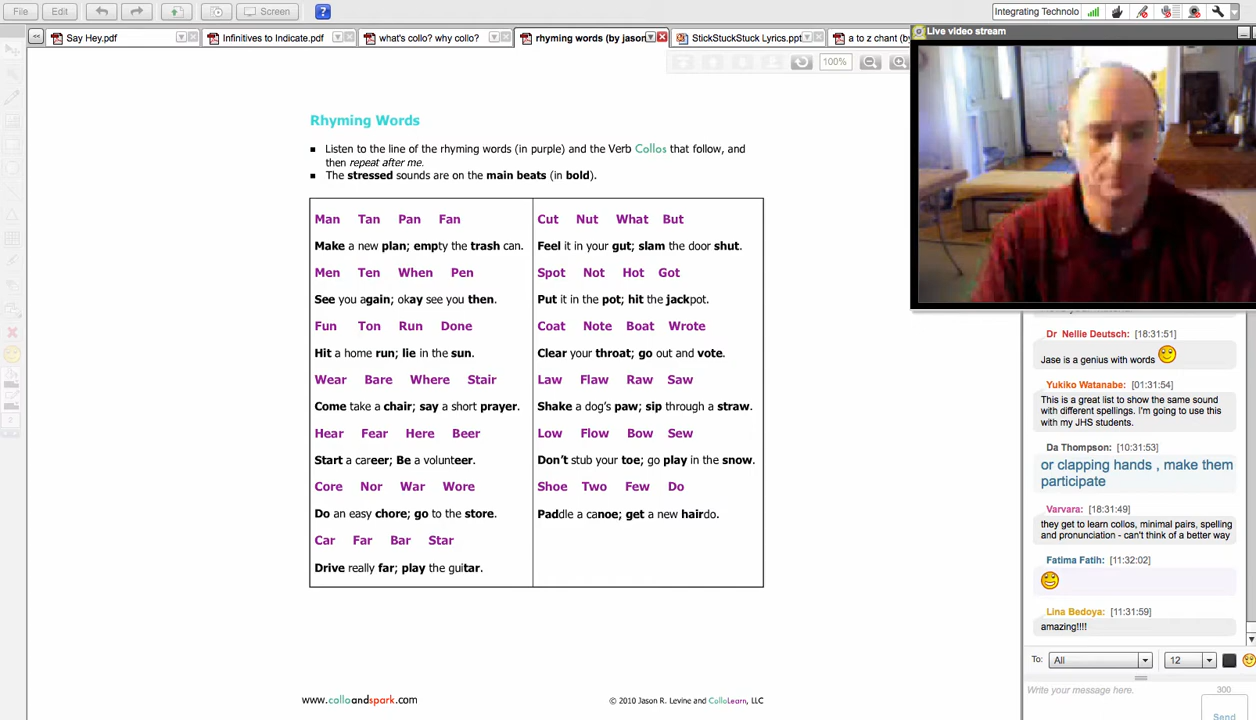 File Edit Screen ? Integrating Technolo
<< Say Hey.pdf Infinitives to Indicate.pdf what's collo? why collo? rhyming words (by jason StickStuckStuck Lyrics.ppt a to z chant (by
Live video stream
100%
Rhyming Words
Listen to the line of the rhyming words (in purple) and the Verb Collos that follow, and
then repeat after me.
The stressed sounds are on the main beats (in bold).
Man Tan Pan Fan
Make a new plan; empty the trash can.
Men Ten When Pen
See you again; okay see you then.
Fun Ton Run Done
Hit a home run; lie in the sun.
Wear Bare Where Stair
Come take a chair; say a short prayer.
Hear Fear Here Beer
Start a career; Be a volunteer.
Core Nor War Wore
Do an easy chore; go to the store.
Car Far Bar Star
Drive really far; play the guitar.
Cut Nut What But
Feel it in your gut; slam the door shut.
Spot Not Hot Got
Put it in the pot; hit the jackpot.
Coat Note Boat Wrote
Clear your throat; go out and vote.
Law Flaw Raw Saw
Shake a dog's paw; sip through a straw.
Low Flow Bow Sew
Don't stub your toe; go play in the snow.
Shoe Two Few Do
Paddle a canoe; get a new hairdo.
www.colloandspark.com
© 2010 Jason R. Levine and ColloLearn, LLC
Dr Nellie Deutsch: [18:31:51]
Jase is a genius with words
Yukiko Watanabe: [01:31:54]
This is a great list to show the same sound
with different spellings. I'm going to use this
with my JHS students.
Da Thompson: [10:31:53]
or clapping hands , make them
participate
Varvara: [18:31:49]
they get to learn collos, minimal pairs, spelling
and pronunciation - can't think of a better way
Fatima Fatih: [11:32:02]
Lina Bedoya: [11:31:59]
amazing!!!!
To: All 12
Write your message here. 300
Send